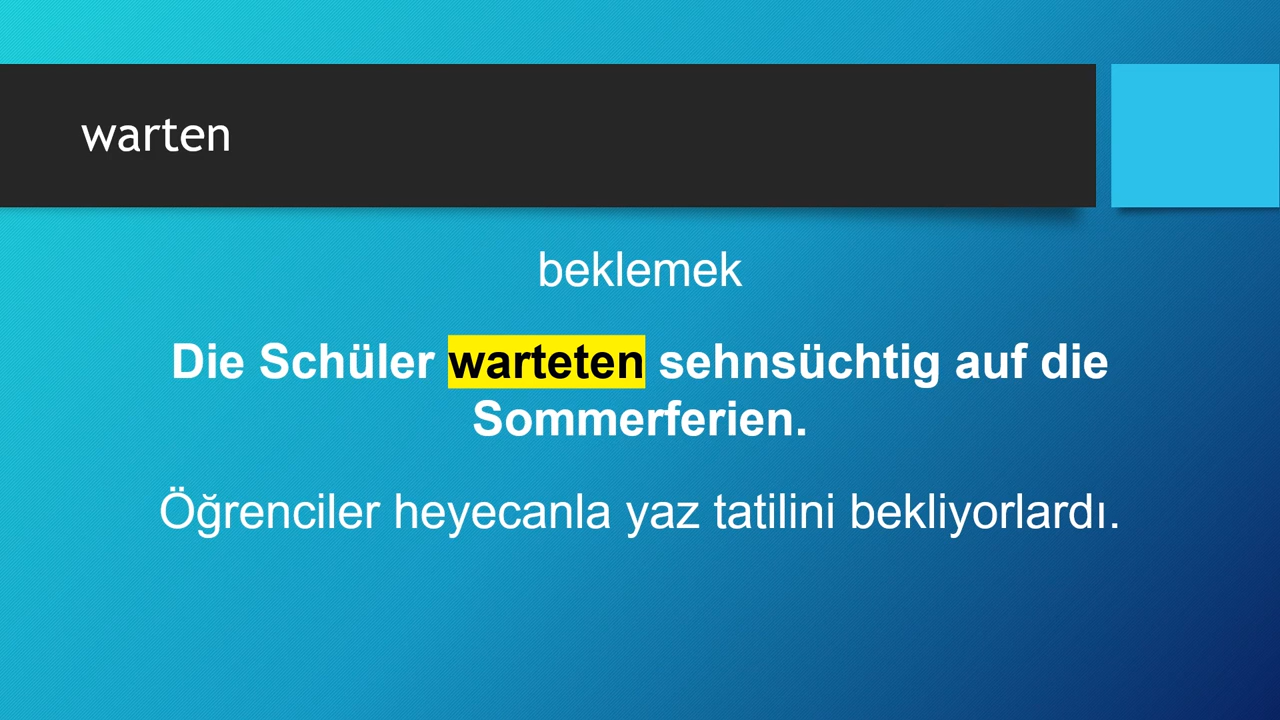 warten
beklemek
Die Schüler warteten sehnsüchtig auf die
Sommerferien.
Öğrenciler heyecanla yaz tatilini bekliyorlardı.